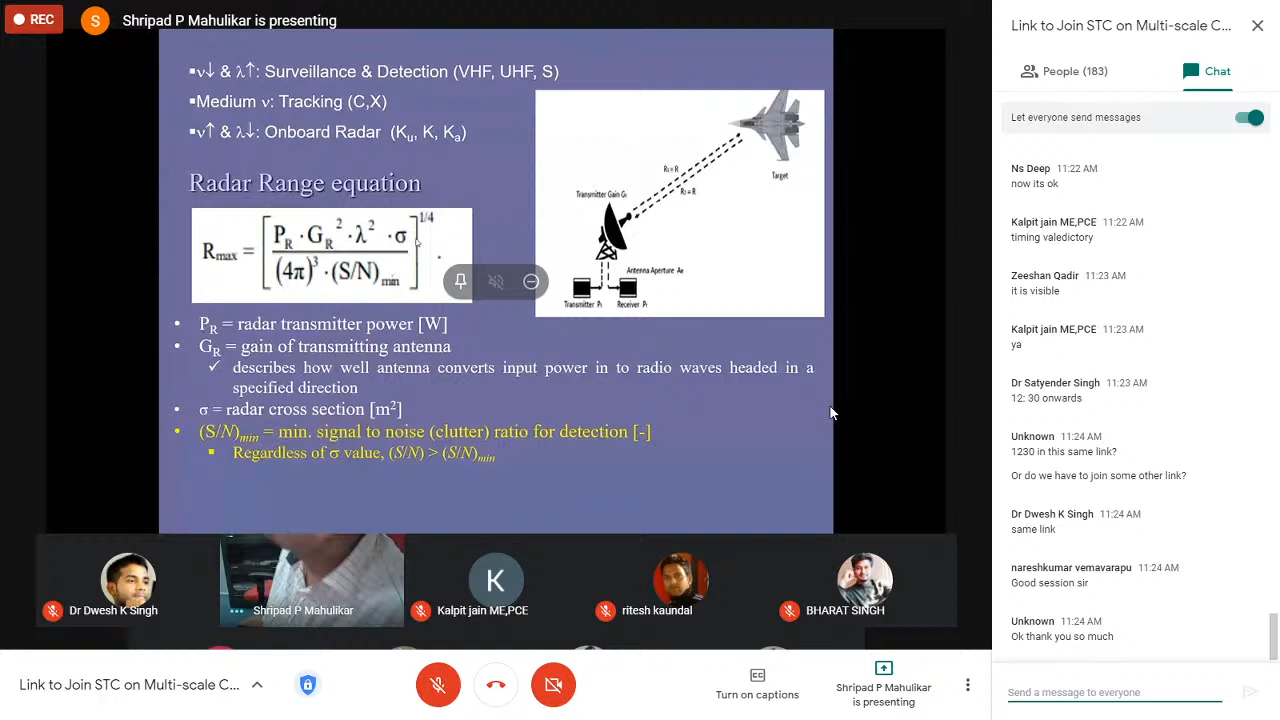 REC
S
Shripad P Mahulikar is presenting
▪ν↓ & λ↑: Surveillance & Detection (VHF, UHF, S)
▪Medium ν: Tracking (C,X)
▪ν↑ & λ↓: Onboard Radar (Ku, K, Ka)
Radar Range equation
Rmax = [ PR · GR² · λ² · σ / (4π)³ · (S/N)min ]^1/4 .
Transmitter Gain Gt
R1 = R
R2 = R
Target
Antenna Aperture Ae
Transmitter Pt
Receiver Pr
• PR = radar transmitter power [W]
• GR = gain of transmitting antenna
✓ describes how well antenna converts input power in to radio waves headed in a
specified direction
• σ = radar cross section [m²]
• (S/N)min = min. signal to noise (clutter) ratio for detection [-]
▪ Regardless of σ value, (S/N) > (S/N)min
Dr Dwesh K Singh
Shripad P Mahulikar
K
Kalpit jain ME,PCE
ritesh kaundal
BHARAT SINGH
Link to Join STC on Multi-scale C...
Turn on captions
Shripad P Mahulikar
is presenting
Link to Join STC on Multi-scale C...
People (183)
Chat
Let everyone send messages
Ns Deep 11:22 AM
now its ok
Kalpit jain ME,PCE 11:22 AM
timing valedictory
Zeeshan Qadir 11:23 AM
it is visible
Kalpit jain ME,PCE 11:23 AM
ya
Dr Satyender Singh 11:23 AM
12: 30 onwards
Unknown 11:24 AM
1230 in this same link?
Or do we have to join some other link?
Dr Dwesh K Singh 11:24 AM
same link
nareshkumar vemavarapu 11:24 AM
Good session sir
Unknown 11:24 AM
Ok thank you so much
Send a message to everyone